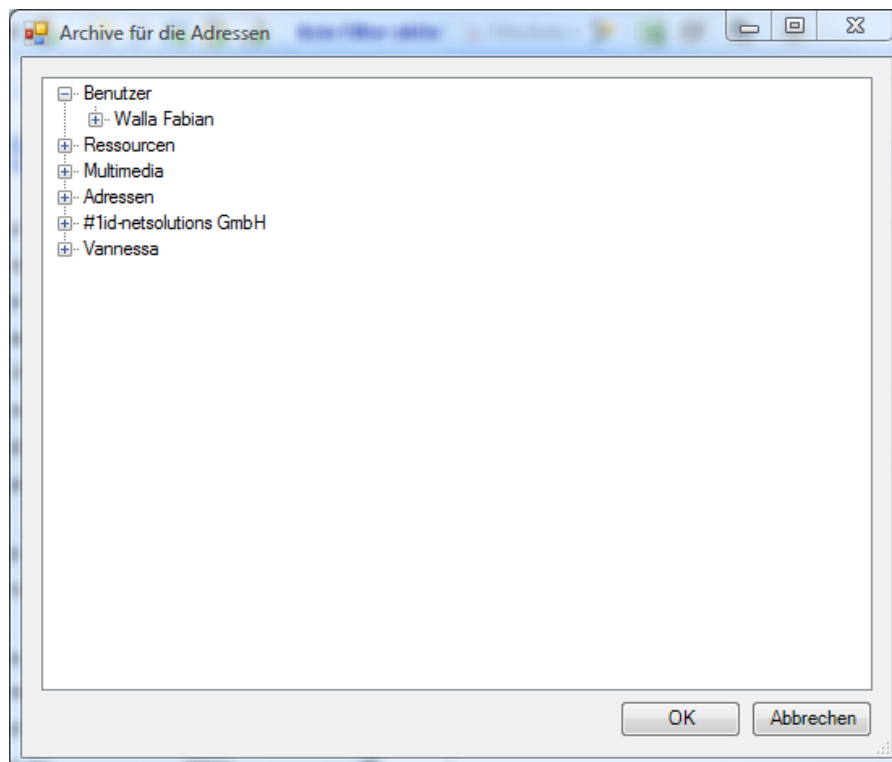 Archive für die Adressen
Benutzer
Walla Fabian
Ressourcen
Multimedia
Adressen
#1id-netsolutions GmbH
Vannessa
OK Abbrechen